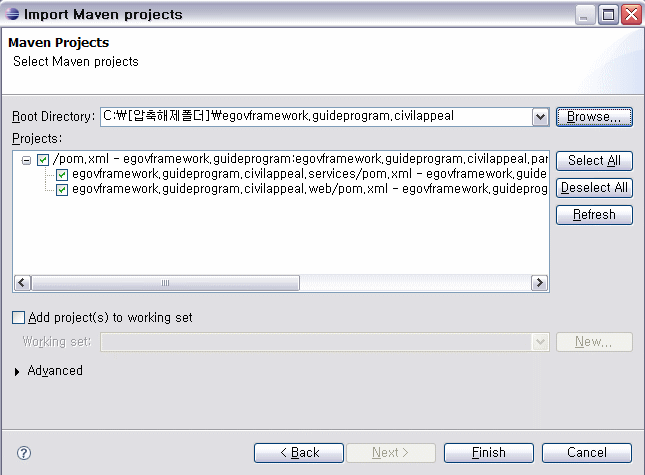 Import Maven projects
Maven Projects
Select Maven projects
Root Directory: C:₩[압축해제폴더]₩egovframework.guideprogram.civilappeal Browse...
Projects:
/pom.xml - egovframework.guideprogram:egovframework.guideprogram.civilappeal.par Select All
egovframework.guideprogram.civilappeal.services/pom.xml - egovframework.guide
egovframework.guideprogram.civilappeal.web/pom.xml - egovframework.guideprog Deselect All
Refresh
Add project(s) to working set
Working set: New...
Advanced
? < Back Next > Finish Cancel